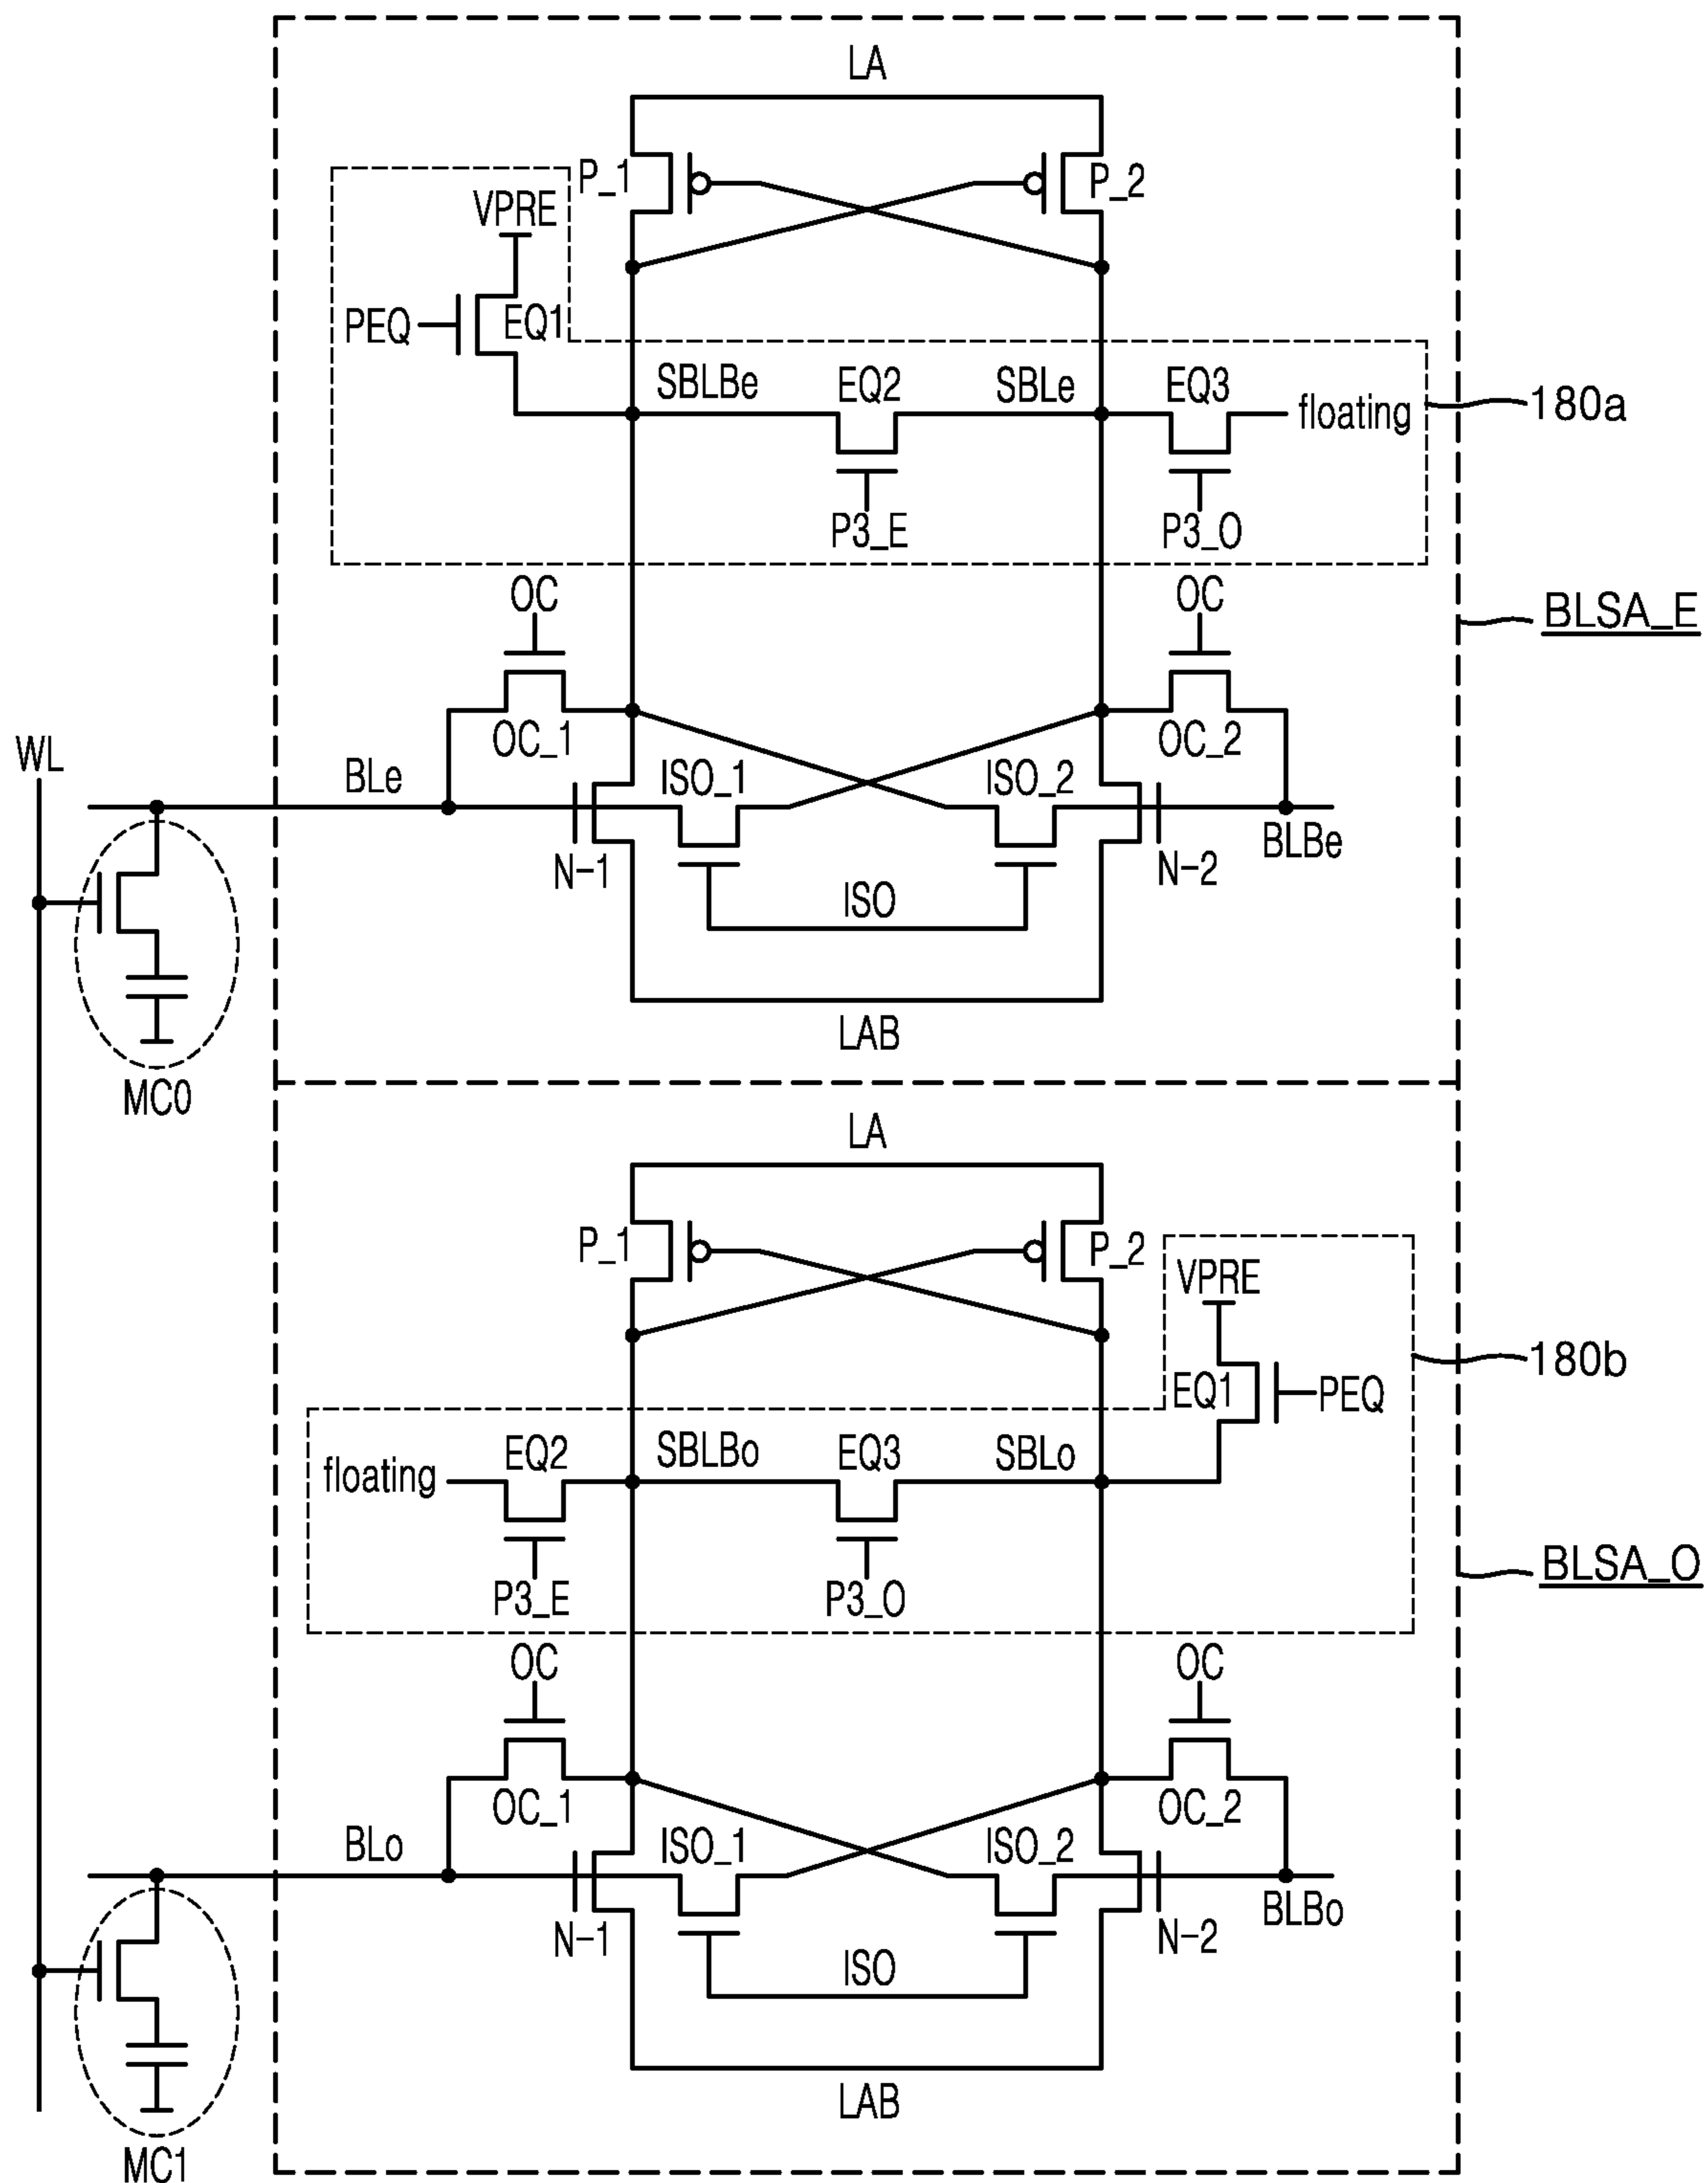 LA
P_1
P_2
VPRE
PEQ
EQ1
SBLBe
EQ2
SBLe
EQ3
floating
180a
P3_E
P3_O
OC
OC
BLSA_E
OC_1
OC_2
WL
BLe
ISO_1
ISO_2
BLBe
N-1
N-2
ISO
LAB
MC0
LA
P_1
P_2
VPRE
180b
EQ1
PEQ
floating
EQ2
SBLBo
EQ3
SBLo
P3_E
P3_O
BLSA_O
OC
OC
OC_1
OC_2
BLo
ISO_1
ISO_2
BLBo
N-1
N-2
ISO
LAB
MC1